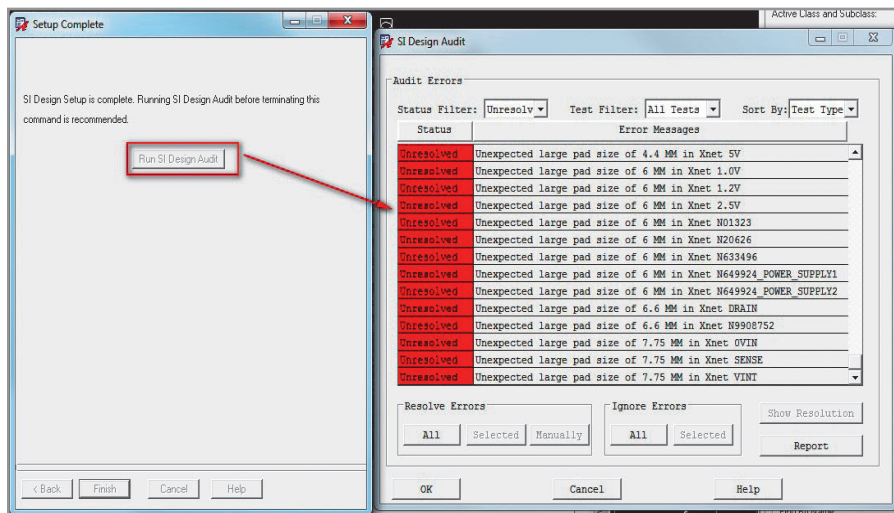 Active Class and Subclass:
Setup Complete
SI Design Setup is complete. Running SI Design Audit before terminating this
command is recommended.
Run SI Design Audit
< Back
Finish
Cancel
Help
SI Design Audit
Audit Errors
Status Filter: Unresolv Test Filter: All Tests Sort By: Test Type
Status Error Messages
Unresolved Unexpected large pad size of 4.4 MM in Xnet 5V
Unresolved Unexpected large pad size of 6 MM in Xnet 1.0V
Unresolved Unexpected large pad size of 6 MM in Xnet 1.2V
Unresolved Unexpected large pad size of 6 MM in Xnet 2.5V
Unresolved Unexpected large pad size of 6 MM in Xnet N01323
Unresolved Unexpected large pad size of 6 MM in Xnet N20626
Unresolved Unexpected large pad size of 6 MM in Xnet N633496
Unresolved Unexpected large pad size of 6 MM in Xnet N649924_POWER_SUPPLY1
Unresolved Unexpected large pad size of 6 MM in Xnet N649924_POWER_SUPPLY2
Unresolved Unexpected large pad size of 6.6 MM in Xnet DRAIN
Unresolved Unexpected large pad size of 6.6 MM in Xnet N9908752
Unresolved Unexpected large pad size of 7.75 MM in Xnet 0VIN
Unresolved Unexpected large pad size of 7.75 MM in Xnet SENSE
Unresolved Unexpected large pad size of 7.75 MM in Xnet VINT
Resolve Errors
All Selected Manually
Ignore Errors
All Selected
Show Resolution
Report
OK Cancel Help